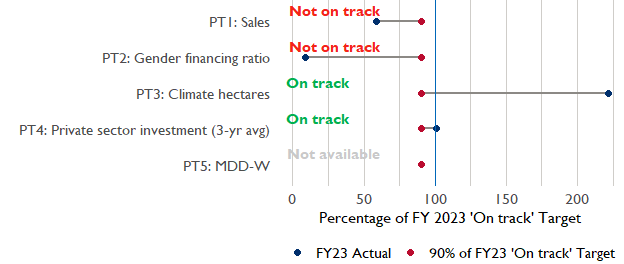 Not on track
PT1: Sales
Not on track
PT2: Gender financing ratio
On track
PT3: Climate hectares
On track
PT4: Private sector investment (3-yr avg)
Not available
PT5: MDD-W
0 50 100 150 200
Percentage of FY 2023 'On track' Target
FY23 Actual 90% of FY23 'On track' Target